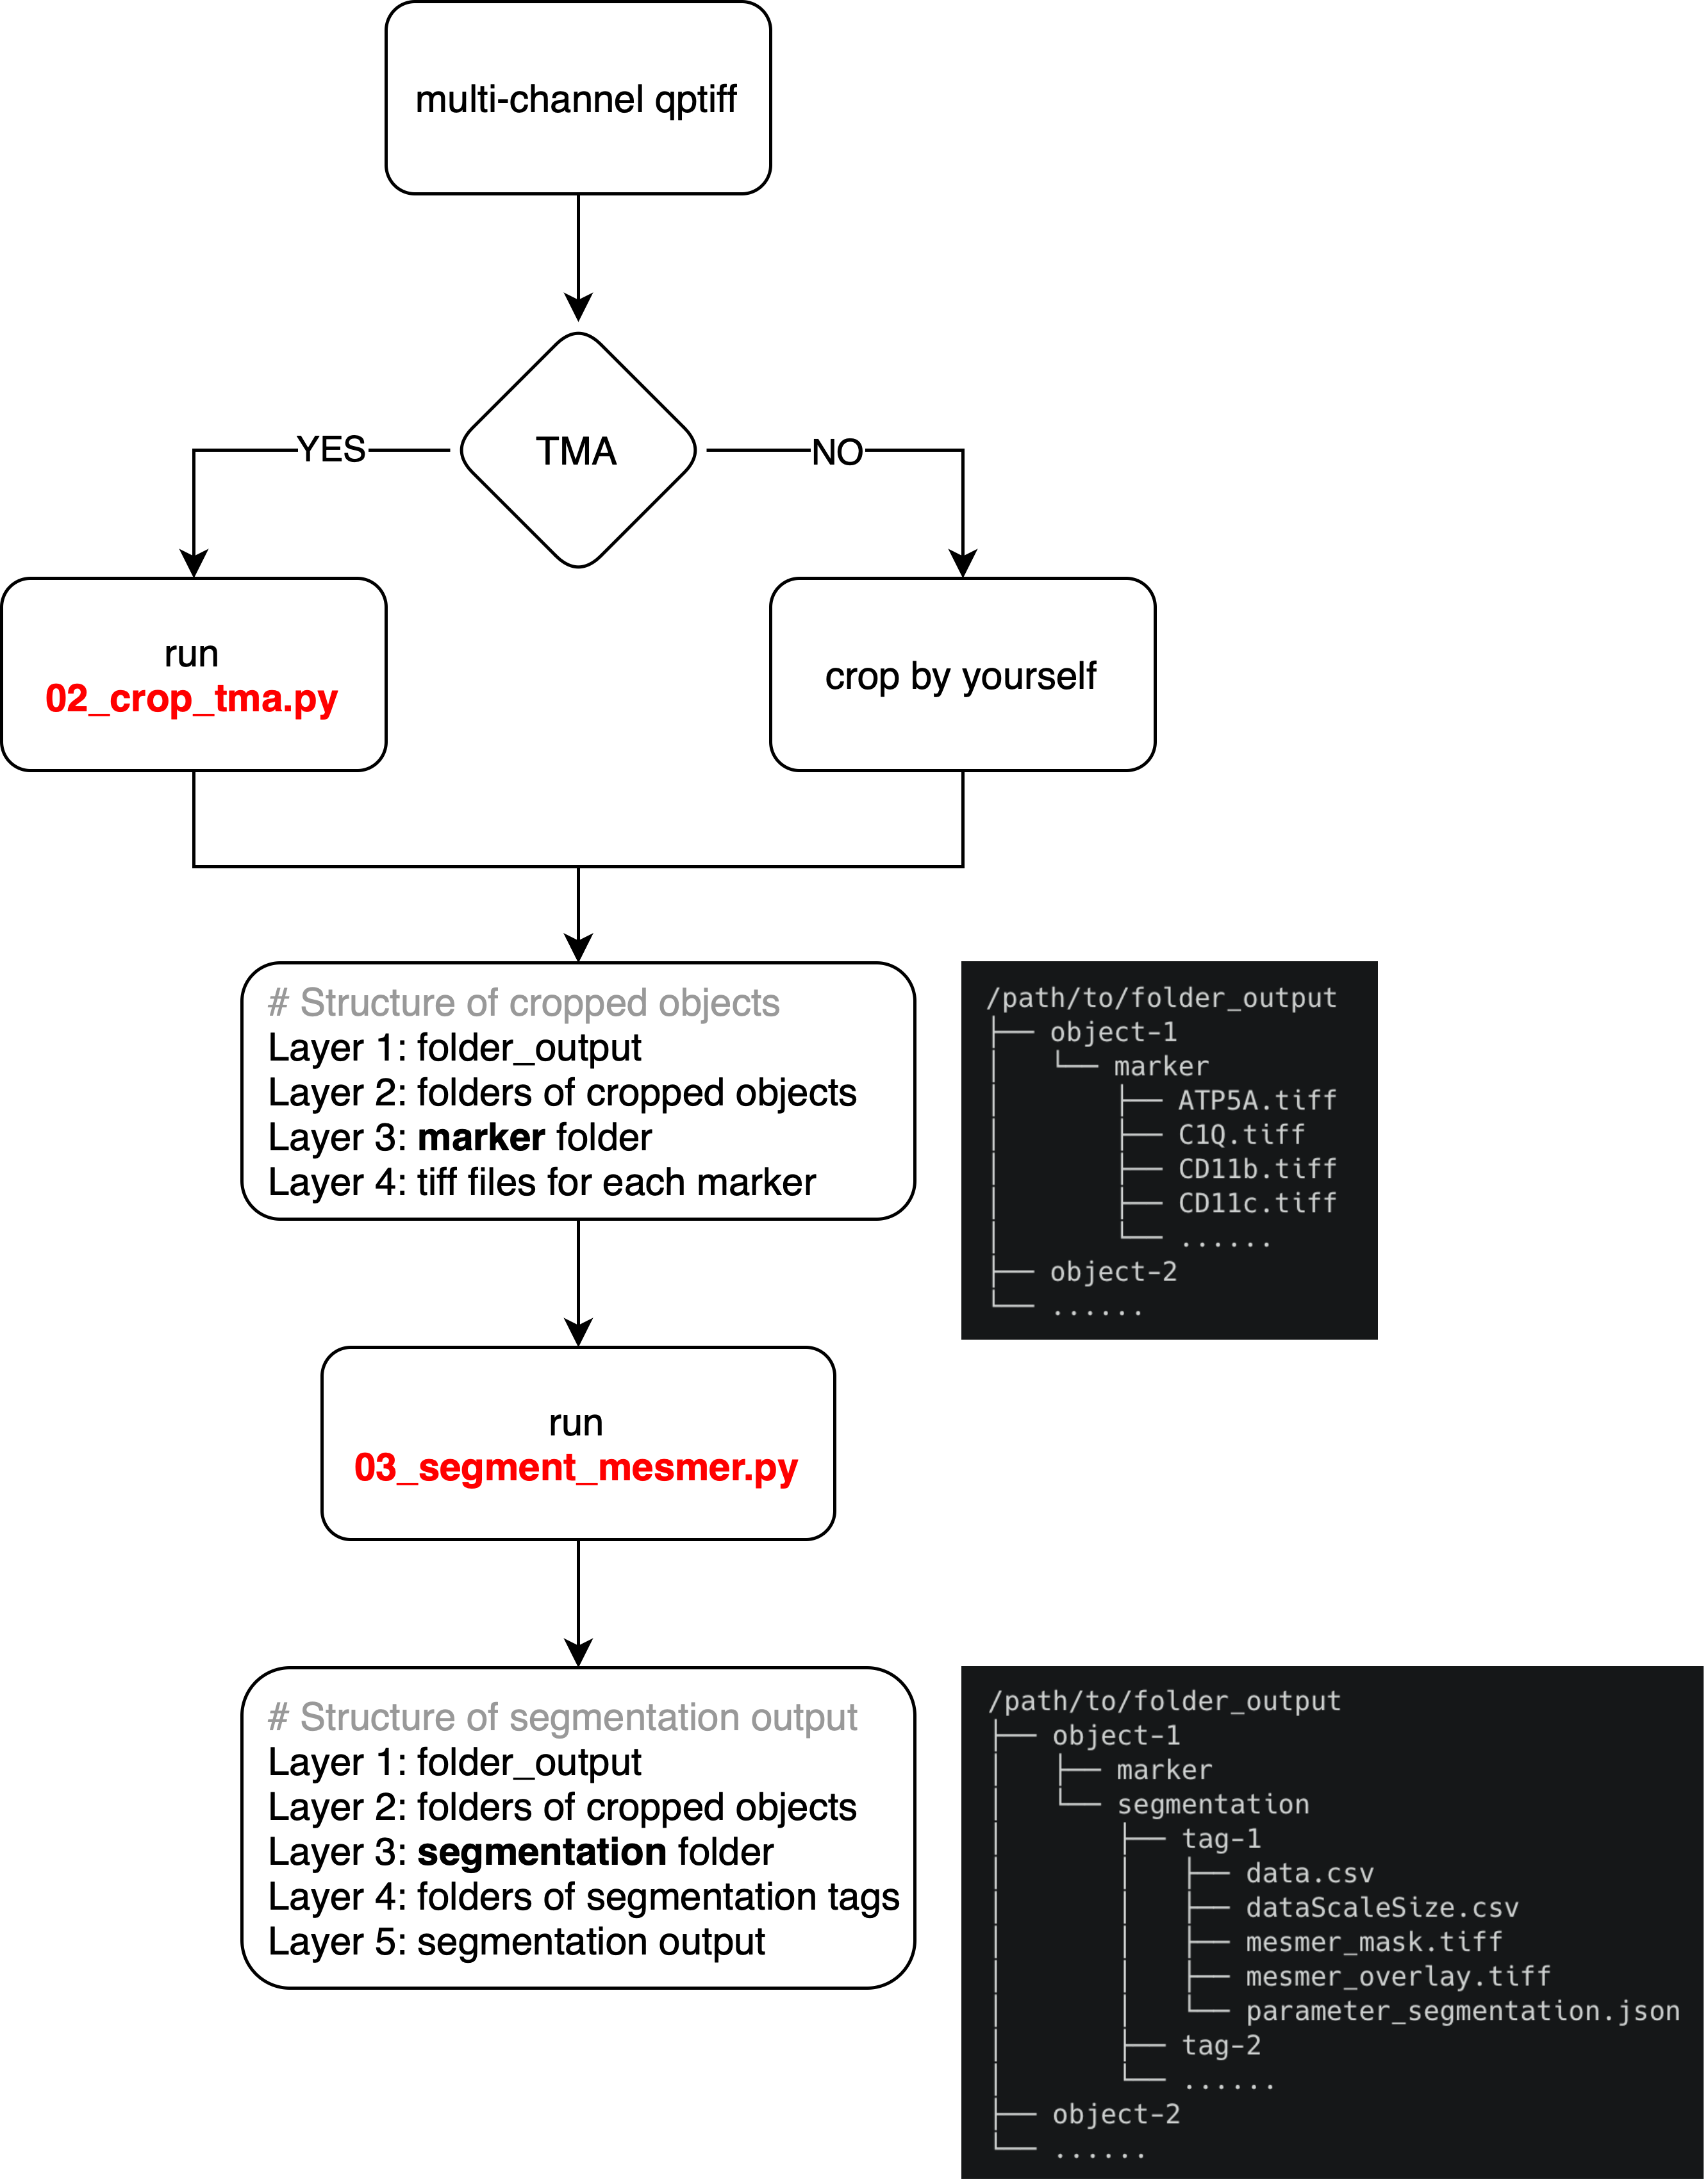 multi-channel qptiff
TMA
YES
NO
run
02_crop_tma.py
crop by yourself
# Structure of cropped objects
Layer 1: folder_output
Layer 2: folders of cropped objects
Layer 3: marker folder
Layer 4: tiff files for each marker
/path/to/folder_output
├── object-1
│   └── marker
│       ├── ATP5A.tiff
│       ├── C1Q.tiff
│       ├── CD11b.tiff
│       ├── CD11c.tiff
│       └── ......
├── object-2
└── ......
run
03_segment_mesmer.py
# Structure of segmentation output
Layer 1: folder_output
Layer 2: folders of cropped objects
Layer 3: segmentation folder
Layer 4: folders of segmentation tags
Layer 5: segmentation output
/path/to/folder_output
├── object-1
│   ├── marker
│   └── segmentation
│       ├── tag-1
│       │   ├── data.csv
│       │   ├── dataScaleSize.csv
│       │   ├── mesmer_mask.tiff
│       │   ├── mesmer_overlay.tiff
│       │   └── parameter_segmentation.json
│       ├── tag-2
│       └── ......
├── object-2
└── ......